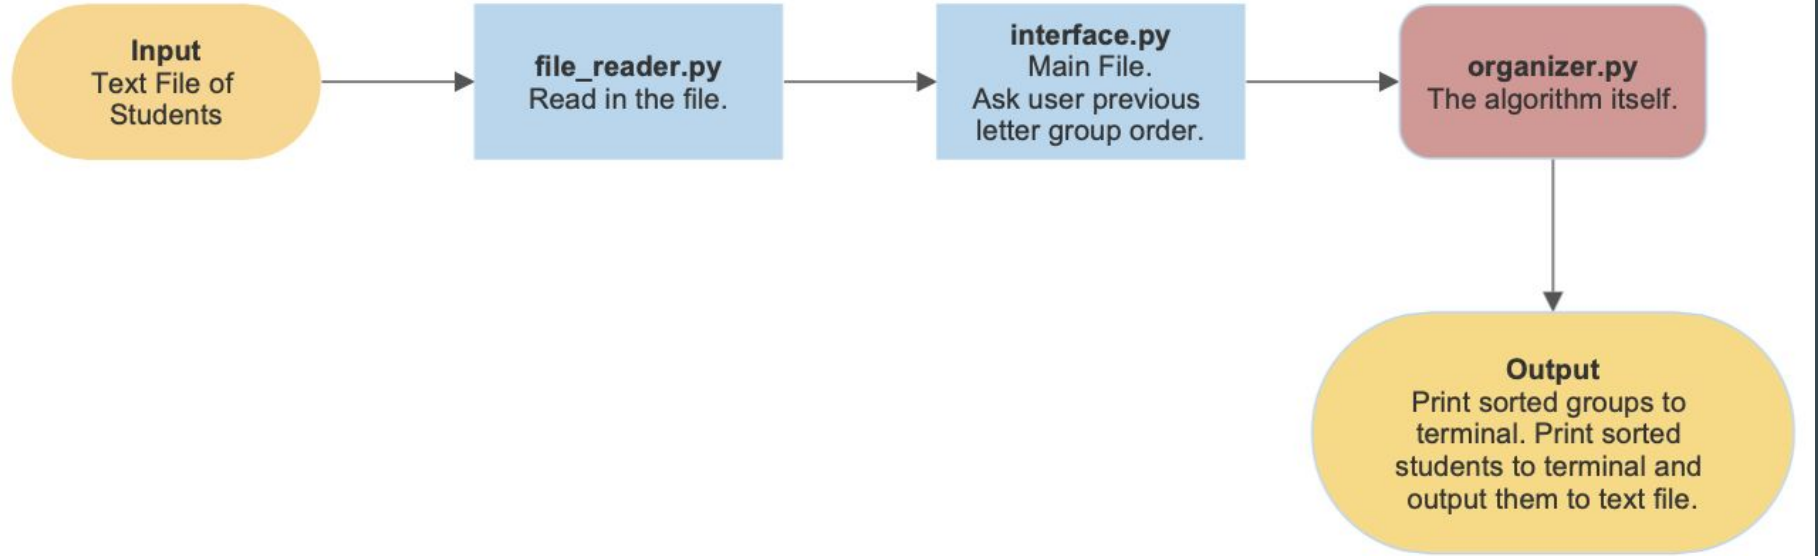 Input
Text File of
Students
file_reader.py
Read in the file.
interface.py
Main File.
Ask user previous
letter group order.
organizer.py
The algorithm itself.
Output
Print sorted groups to
terminal. Print sorted
students to terminal and
output them to text file.